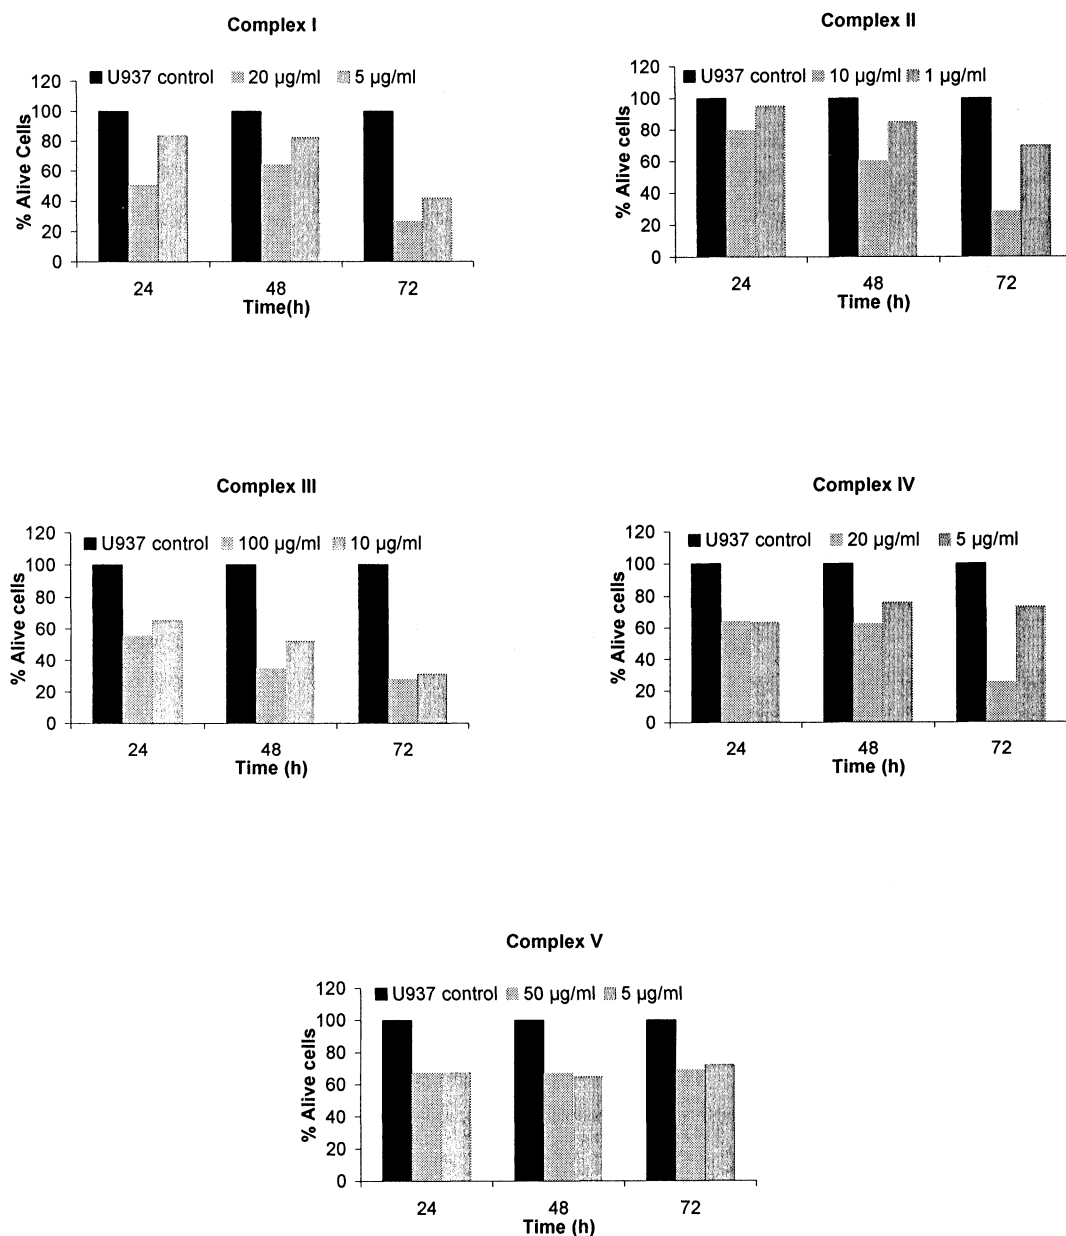 Complex I
U937 control 20 µg/ml 5 µg/ml
% Alive Cells
120
100
80
60
40
20
0
24 48 72
Time(h)
Complex II
U937 control 10 µg/ml 1 µg/ml
% Alive cells
120
100
80
60
40
20
0
24 48 72
Time (h)
Complex III
U937 control 100 µg/ml 10 µg/ml
% Alive cells
120
100
80
60
40
20
0
24 48 72
Time (h)
Complex IV
U937 control 20 µg/ml 5 µg/ml
% Alive cells
120
100
80
60
40
20
0
24 48 72
Time (h)
Complex V
U937 control 50 µg/ml 5 µg/ml
% Alive cells
120
100
80
60
40
20
0
24 48 72
Time (h)